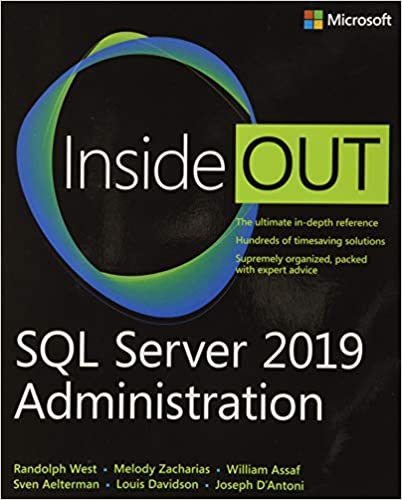 Microsoft
Inside OUT
The ultimate in-depth reference
Hundreds of timesaving solutions
Supremely organized, packed
with expert advice
SQL Server 2019
Administration
Randolph West • Melody Zacharias • William Assaf
Sven Aelterman • Louis Davidson • Joseph D'Antoni